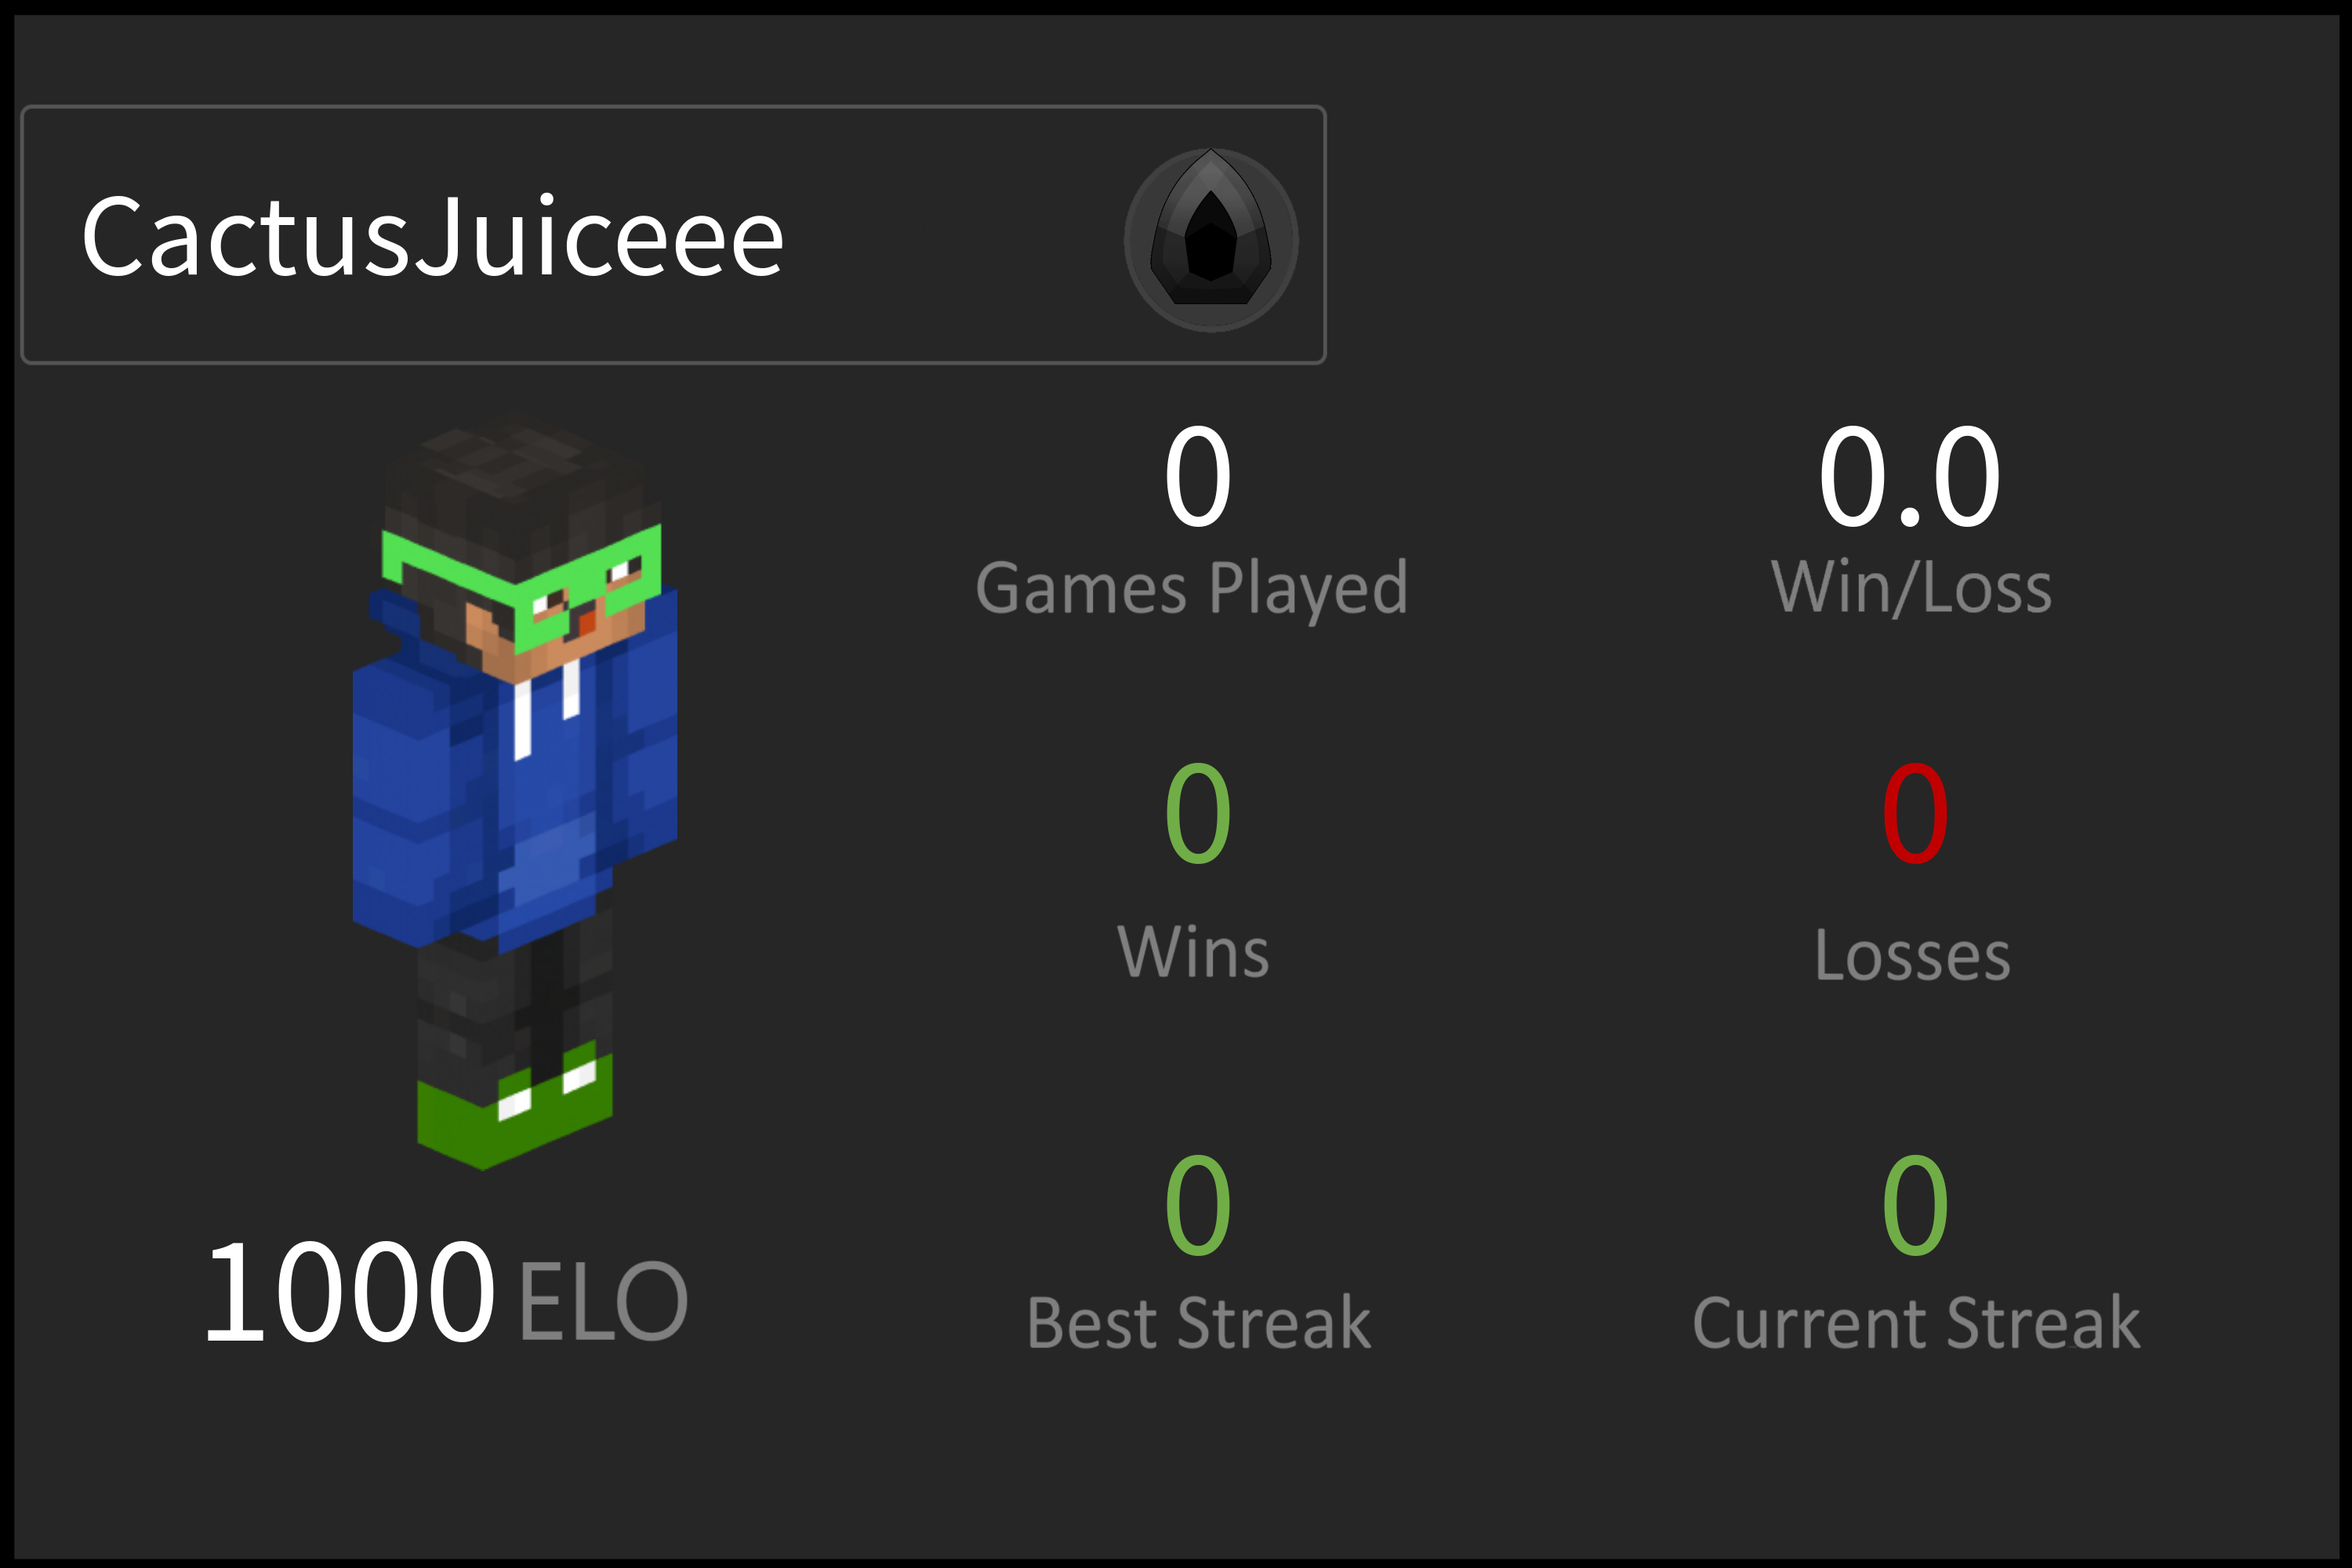 CactusJuiceee
0
0.0
Games Played
Win/Loss
0
0
Wins
Losses
0
0
1000 ELO
Best Streak
Current Streak